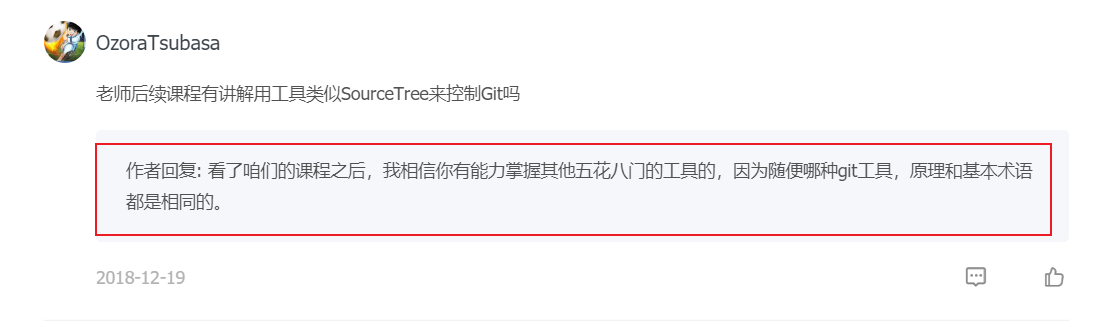 OzoraTsubasa
老师后续课程有讲解用工具类似SourceTree来控制Git吗
作者回复: 看了咱们的课程之后，我相信你有能力掌握其他五花八门的工具的，因为随便哪种git工具，原理和基本术语
都是相同的。
2018-12-19